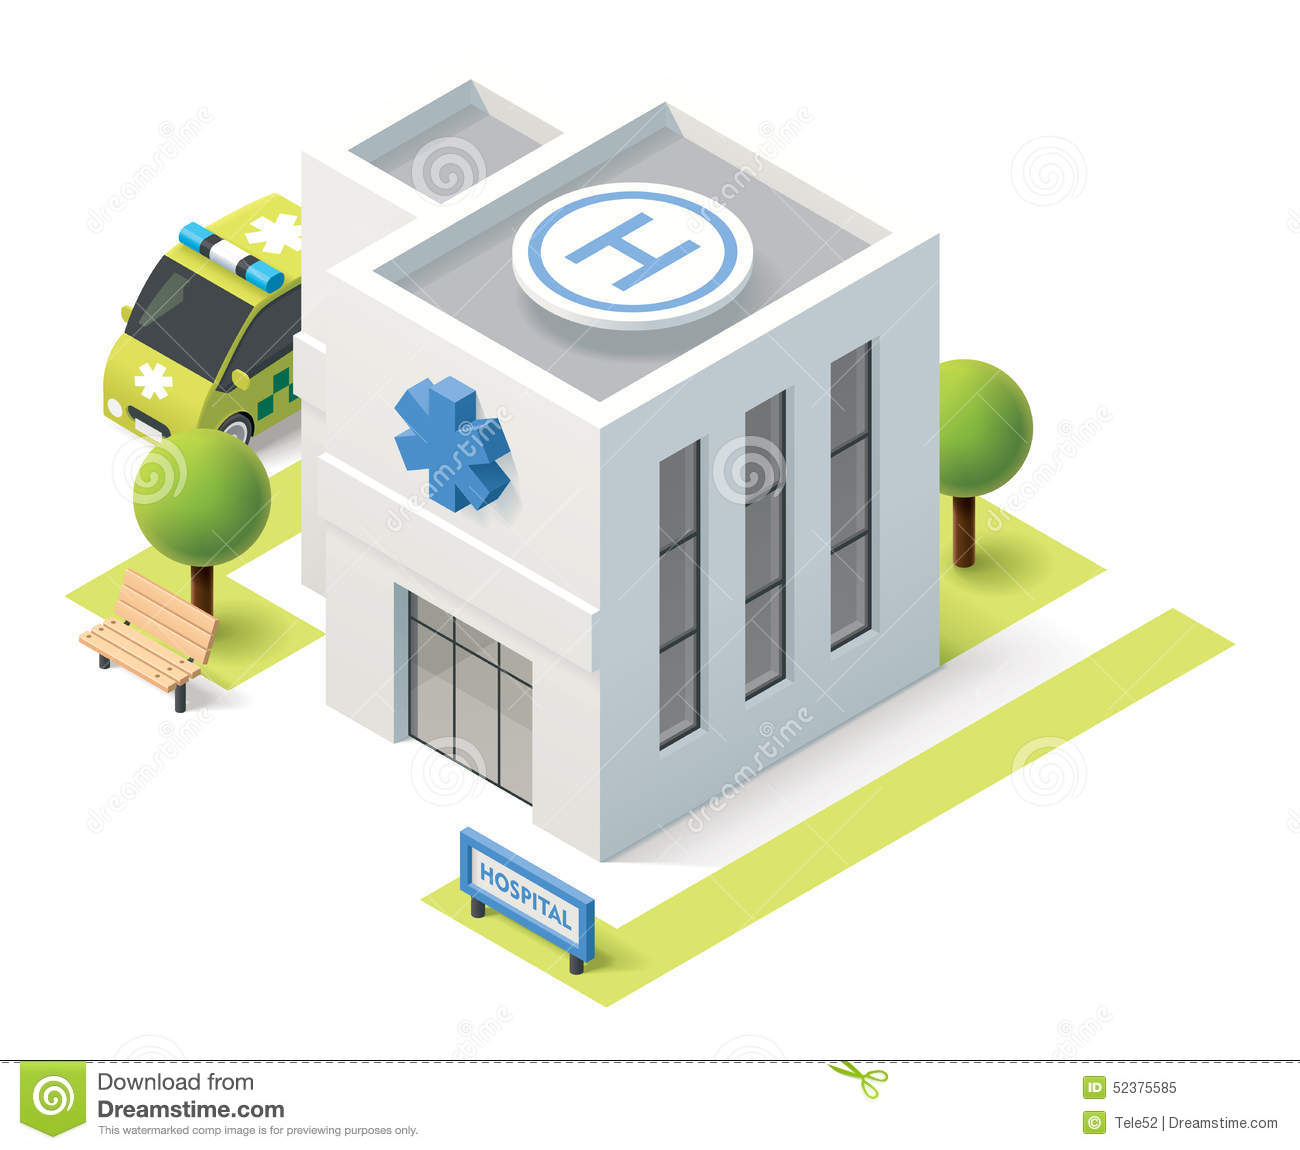 H
HOSPITAL
dreamstime
Download from
Dreamstime.com
This watermarked comp image is for previewing purposes only.
ID 52375585
© Tele52 | Dreamstime.com